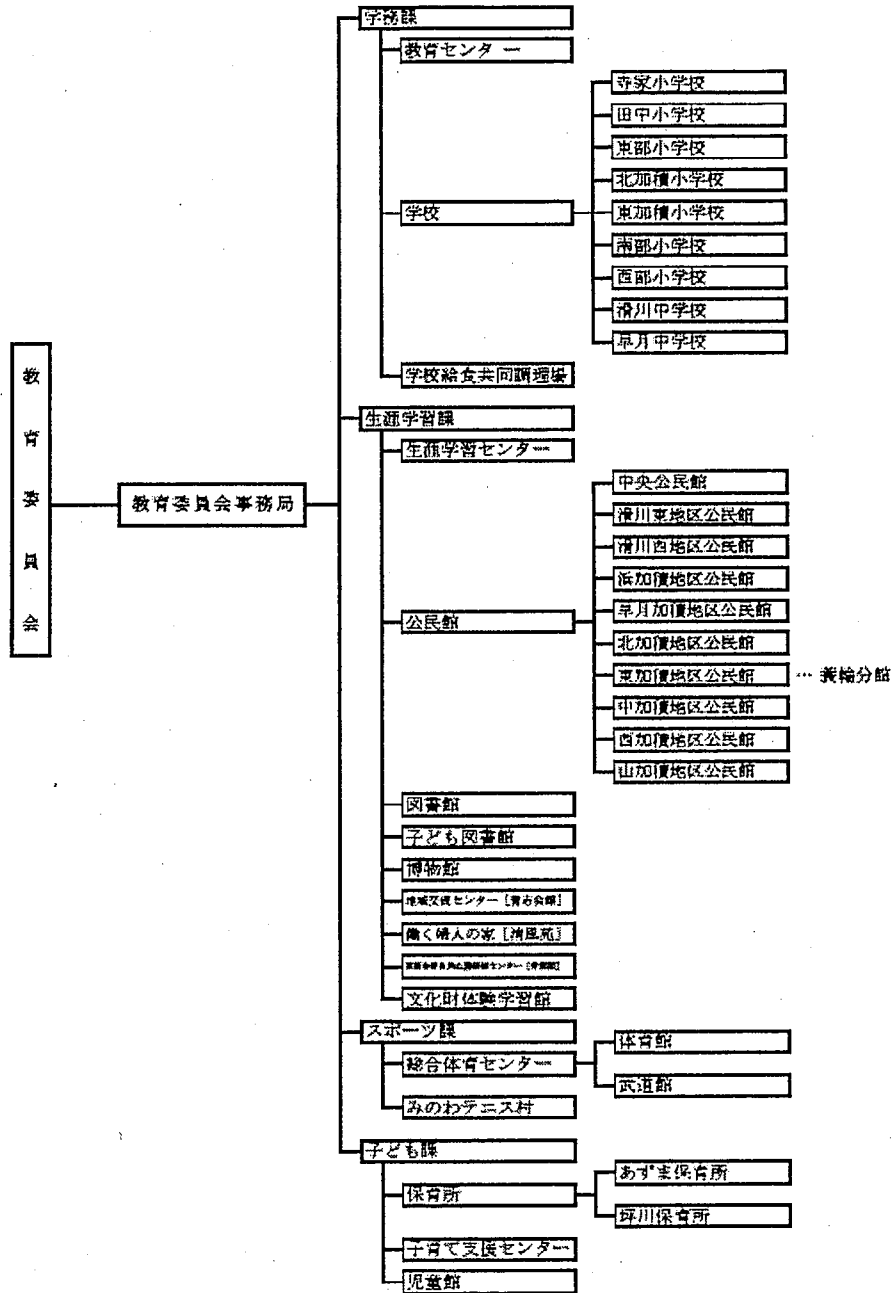 教育委員会
教育委員会事務局
学務課
教育センター
学校
寺家小学校
田中小学校
東部小学校
北加積小学校
東加積小学校
南部小学校
西部小学校
滑川中学校
早月中学校
学校給食共同調理場
生涯学習課
生涯学習センター
公民館
中央公民館
滑川東地区公民館
滑川西地区公民館
浜加積地区公民館
早月加積地区公民館
北加積地区公民館
東加積地区公民館 … 蓑輪分館
中加積地区公民館
西加積地区公民館
山加積地区公民館
図書館
子ども図書館
博物館
地域交流センター［青志会館］
働く婦人の家［清風苑］
文化財体験学習館
スポーツ課
総合体育センター
体育館
武道館
みのわテニス村
子ども課
保育所
あずま保育所
坪川保育所
子育て支援センター
児童館